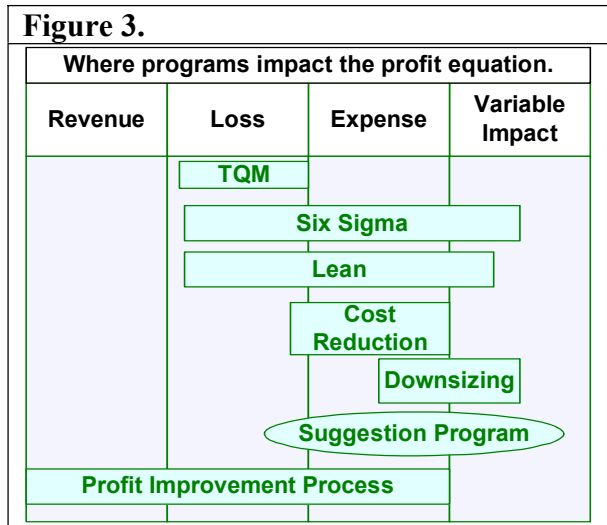 Figure 3.
Where programs impact the profit equation.
Revenue Loss Expense Variable
Impact
TQM
Six Sigma
Lean
Cost
Reduction
Downsizing
Suggestion Program
Profit Improvement Process